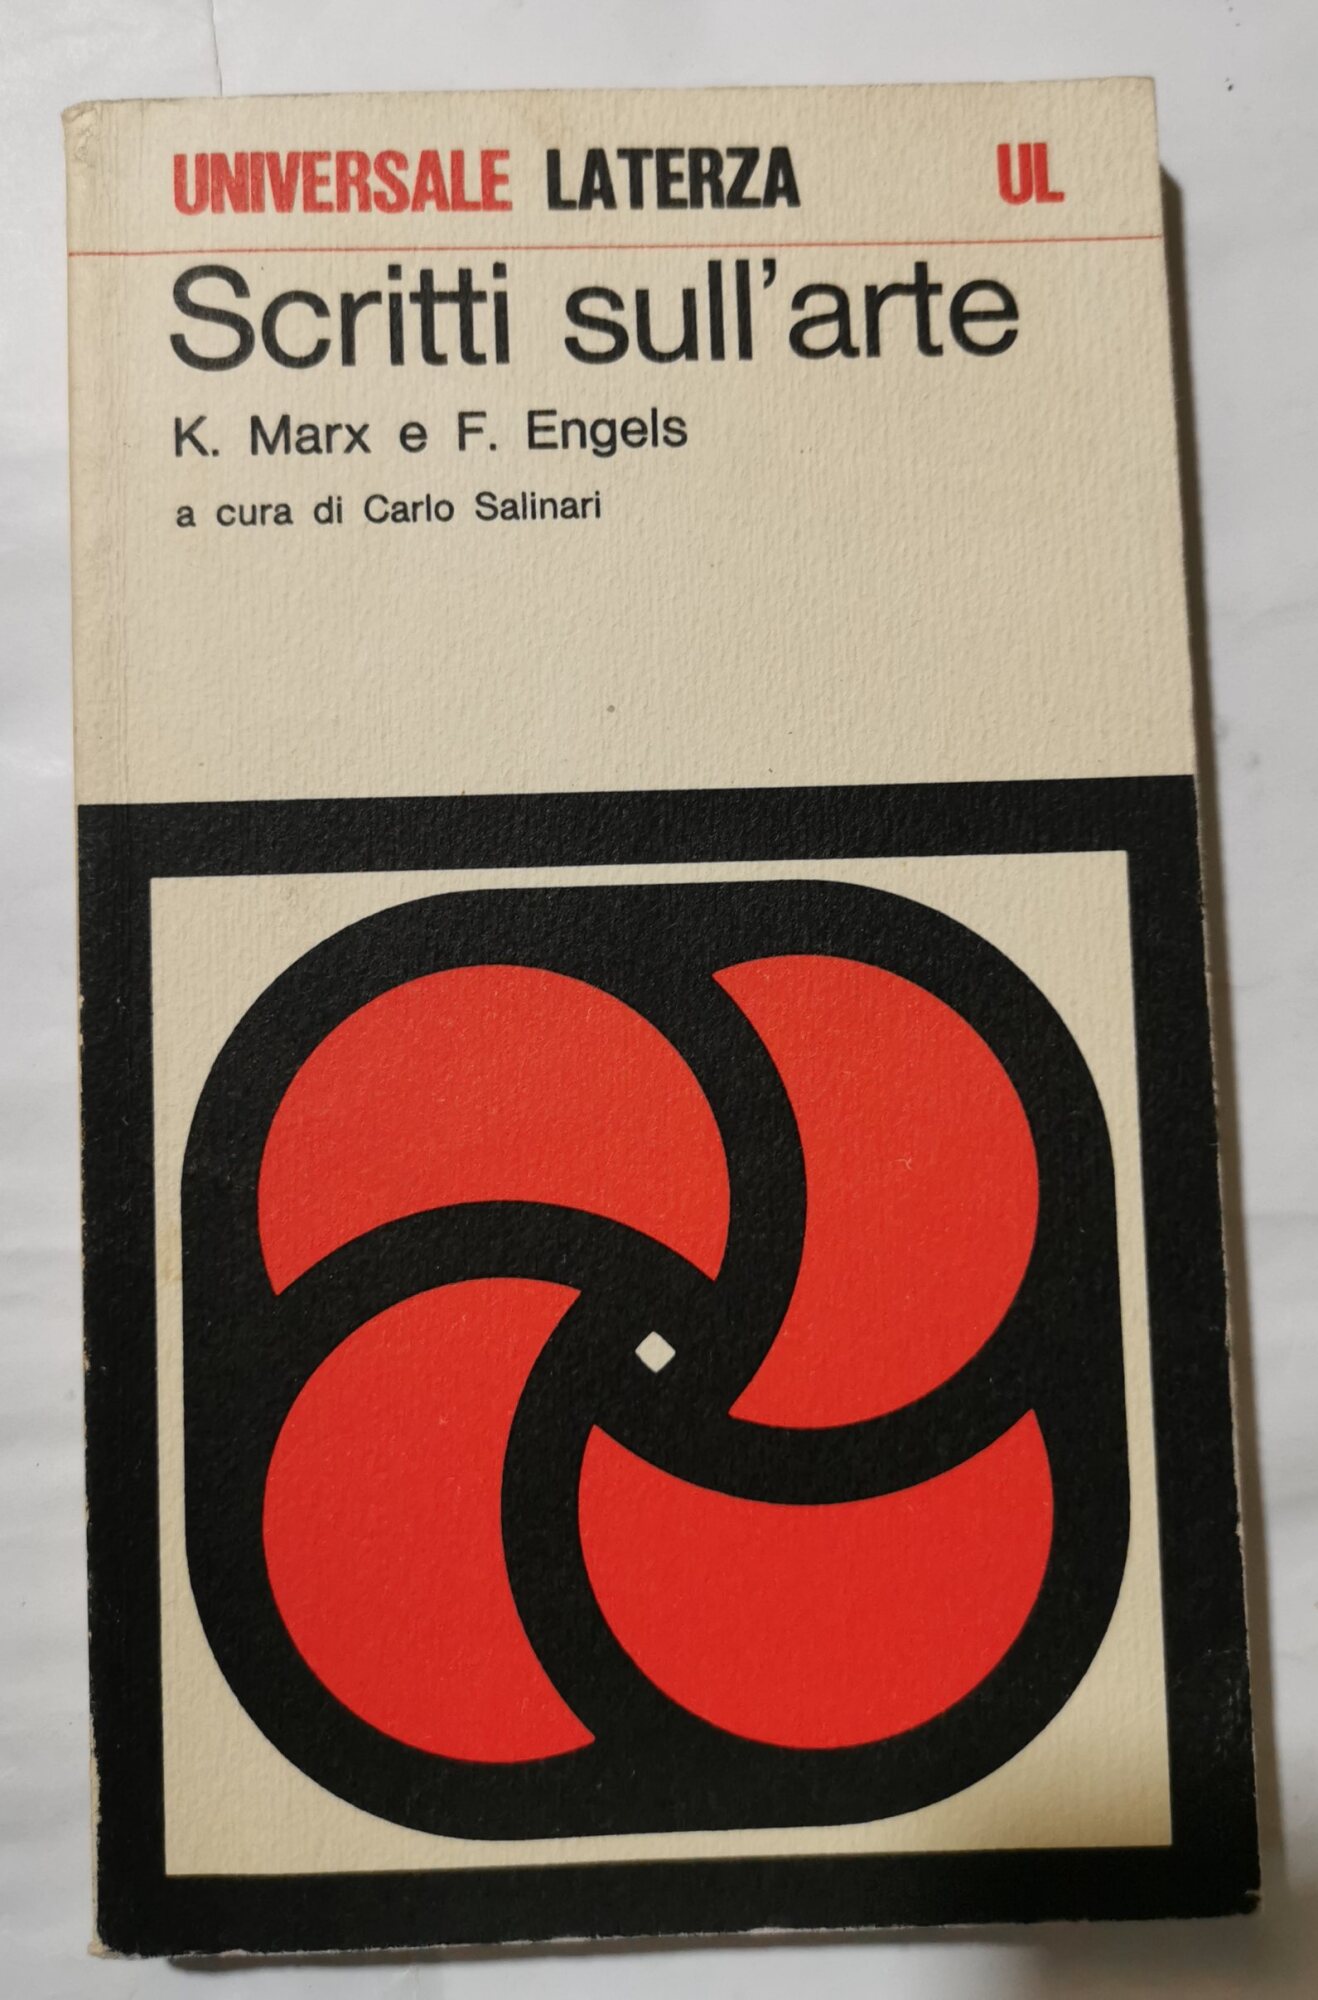 UNIVERSALE LATERZA UL
Scritti sull'arte
K. Marx e F. Engels
a cura di Carlo Salinari